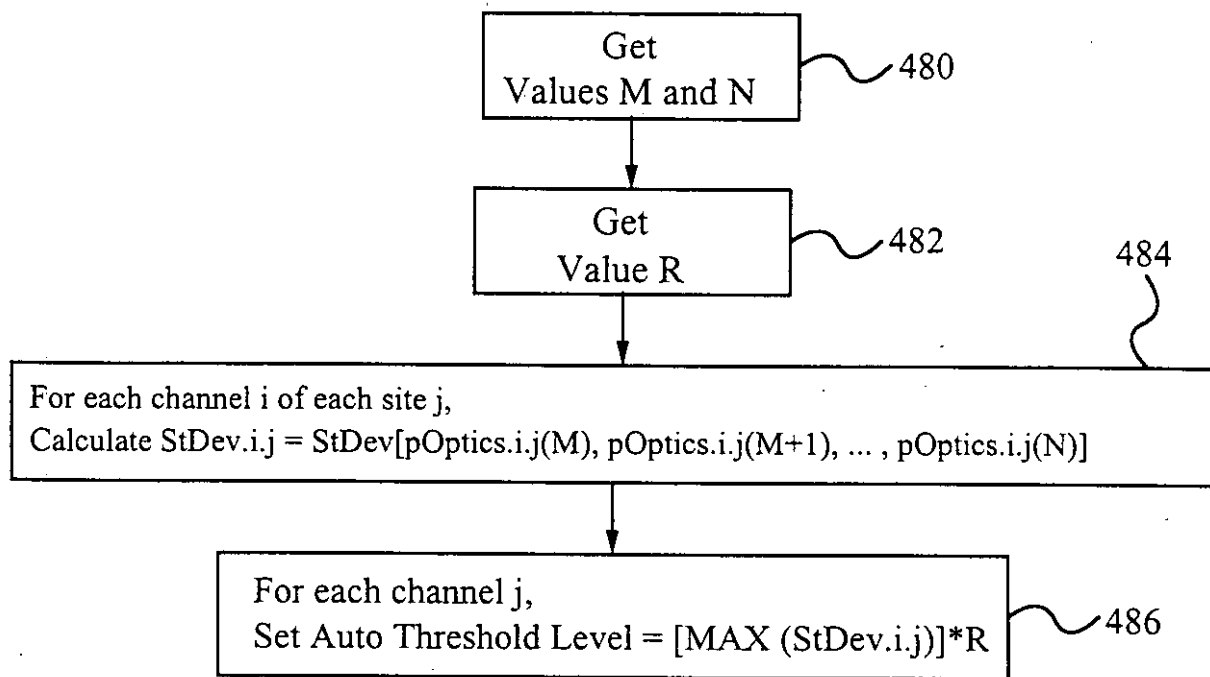 Get
Values M and N
480
Get
Value R
482
484
For each channel i of each site j,
Calculate StDev.i.j = StDev[pOptics.i.j(M), pOptics.i.j(M+1), ... , pOptics.i.j(N)]
For each channel j,
Set Auto Threshold Level = [MAX (StDev.i.j)]*R
486